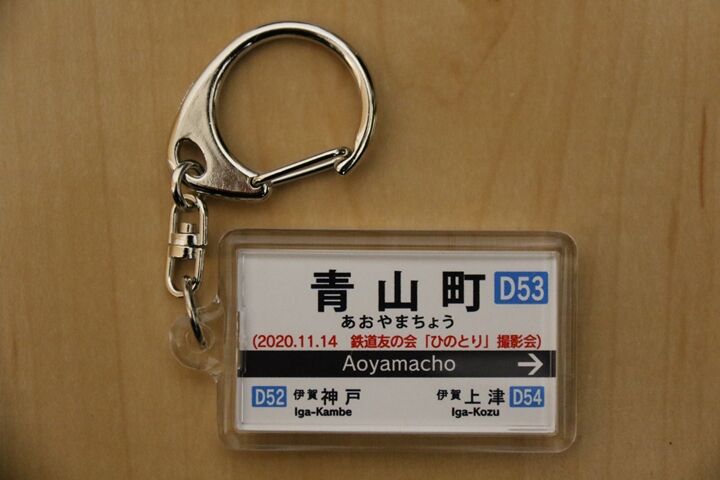 青山町 D53
あおやまちょう
(2020.11.14 鉄道友の会「ひのとり」撮影会)
Aoyamacho →
D52 伊賀神戸 伊賀上津 D54
Iga-Kambe Iga-Kozu